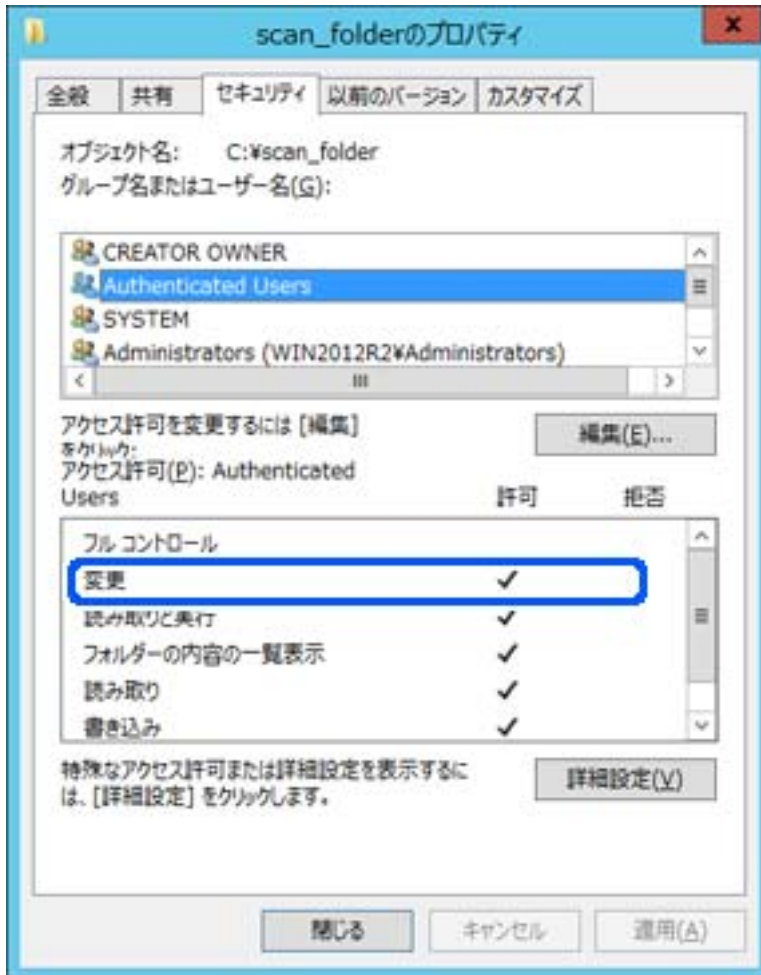 scan_folderのプロパティ
全般 共有 セキュリティ 以前のバージョン カスタマイズ
オブジェクト名: C:¥scan_folder
グループ名またはユーザー名(G):
CREATOR OWNER
Authenticated Users
SYSTEM
Administrators (WIN2012R2¥Administrators)
アクセス許可を変更するには [編集]
をクリック:
編集(E)...
アクセス許可(P): Authenticated
Users 許可 拒否
フル コントロール
変更
読み取りと実行
フォルダーの内容の一覧表示
読み取り
書き込み
特殊なアクセス許可または詳細設定を表示するに
は、[詳細設定] をクリックします。
詳細設定(V)
閉じる キャンセル 適用(A)